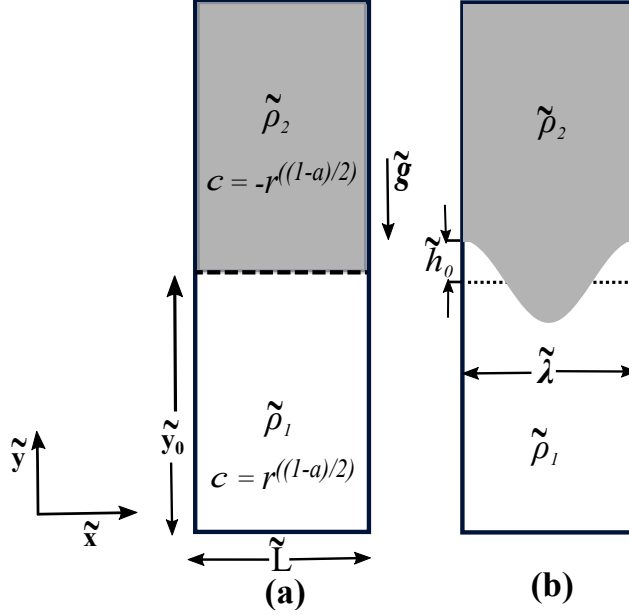 ρ̃₂
c = -r^((1-a)/2)
g̃
ỹ₀
ρ̃₁
c = r^((1-a)/2)
ỹ
x̃
L̃
(a)
ρ̃₂
h̃₀
λ̃
ρ̃₁
(b)